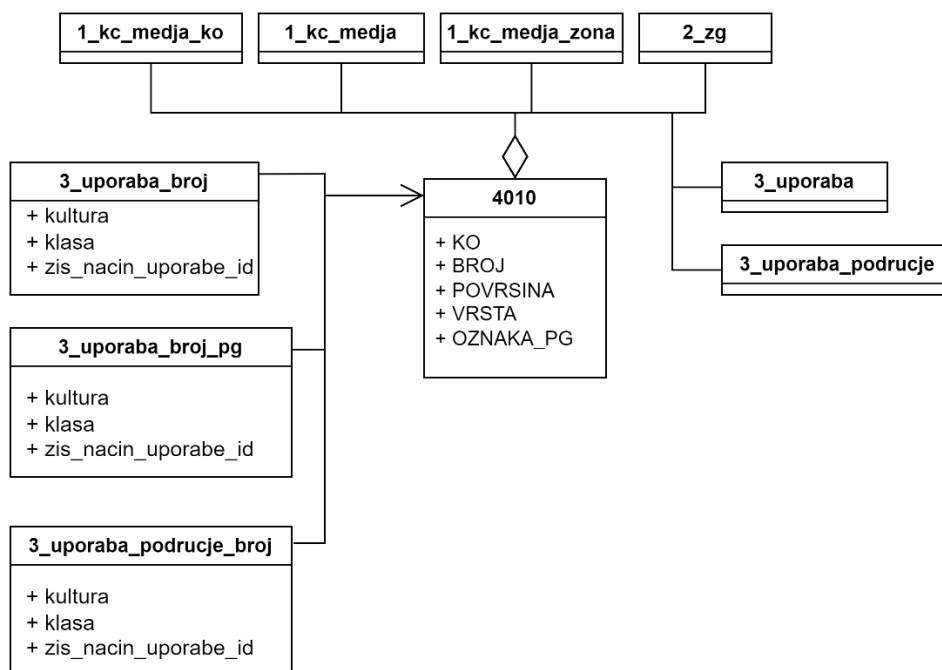 1_kc_medja_ko
1_kc_medja
1_kc_medja_zona
2_zg
3_uporaba_broj
+ kultura
+ klasa
+ zis_nacin_uporabe_id
4010
+ KO
+ BROJ
+ POVRSINA
+ VRSTA
+ OZNAKA_PG
3_uporaba
3_uporaba_podrucje
3_uporaba_broj_pg
+ kultura
+ klasa
+ zis_nacin_uporabe_id
3_uporaba_podrucje_broj
+ kultura
+ klasa
+ zis_nacin_uporabe_id